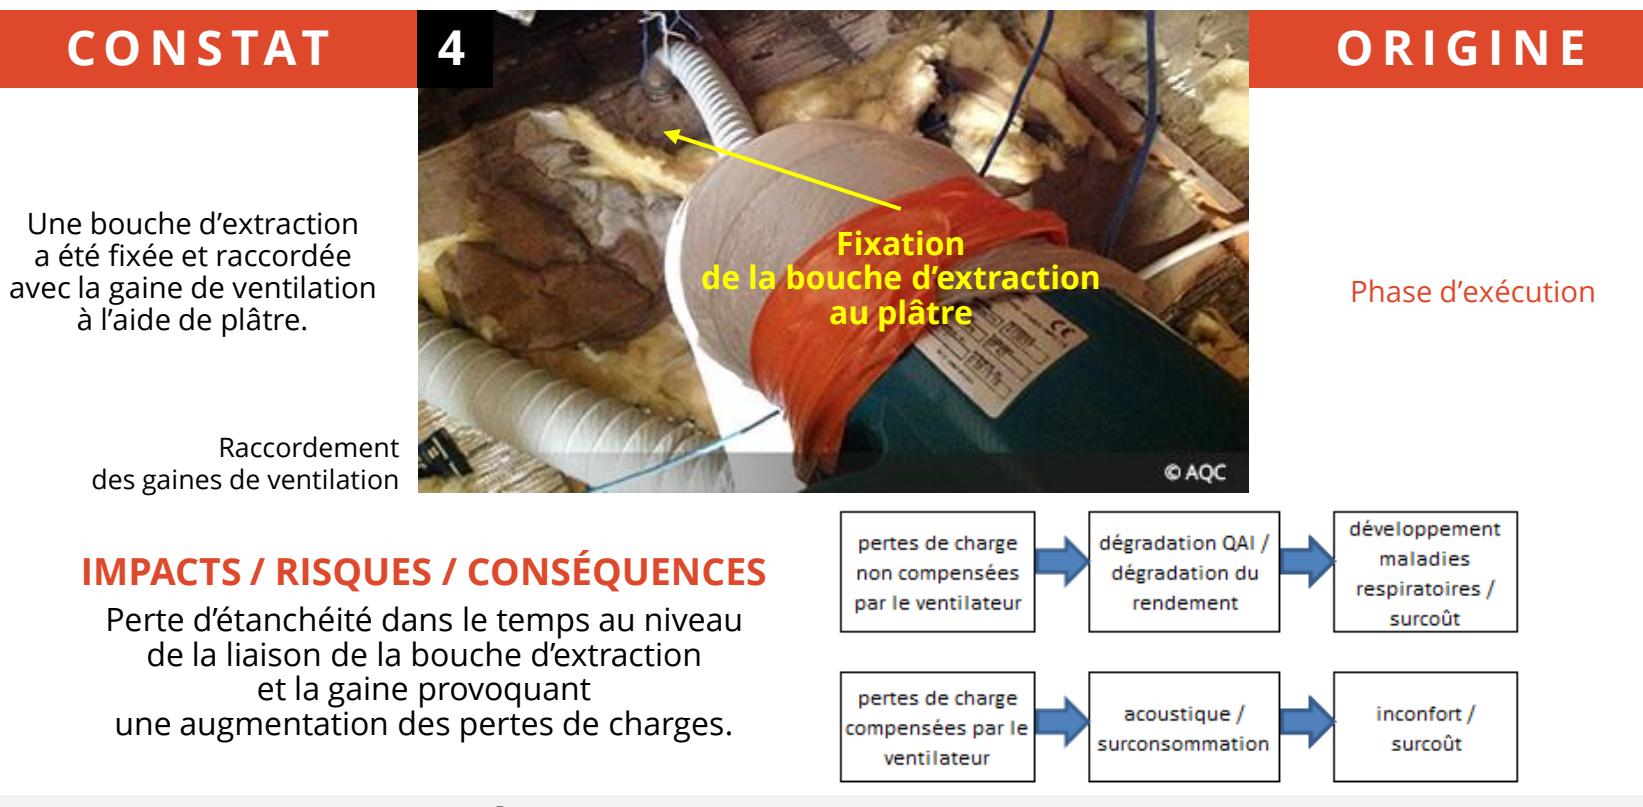 CONSTAT
4
ORIGINE
Une bouche d’extraction
a été fixée et raccordée
avec la gaine de ventilation
à l’aide de plâtre.
Raccordement
des gaines de ventilation
Fixation
de la bouche d’extraction
au plâtre
CE
© AQC
Phase d’exécution
IMPACTS / RISQUES / CONSÉQUENCES
Perte d’étanchéité dans le temps au niveau
de la liaison de la bouche d’extraction
et la gaine provoquant
une augmentation des pertes de charges.
pertes de charge
non compensées
par le ventilateur
dégradation QAI /
dégradation du
rendement
développement
maladies
respiratoires /
surcoût
pertes de charge
compensées par le
ventilateur
acoustique /
surconsommation
inconfort /
surcoût